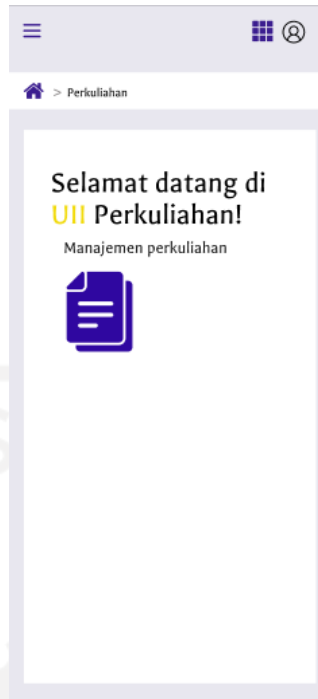 > Perkuliahan
Selamat datang di
UII Perkuliahan!
Manajemen perkuliahan